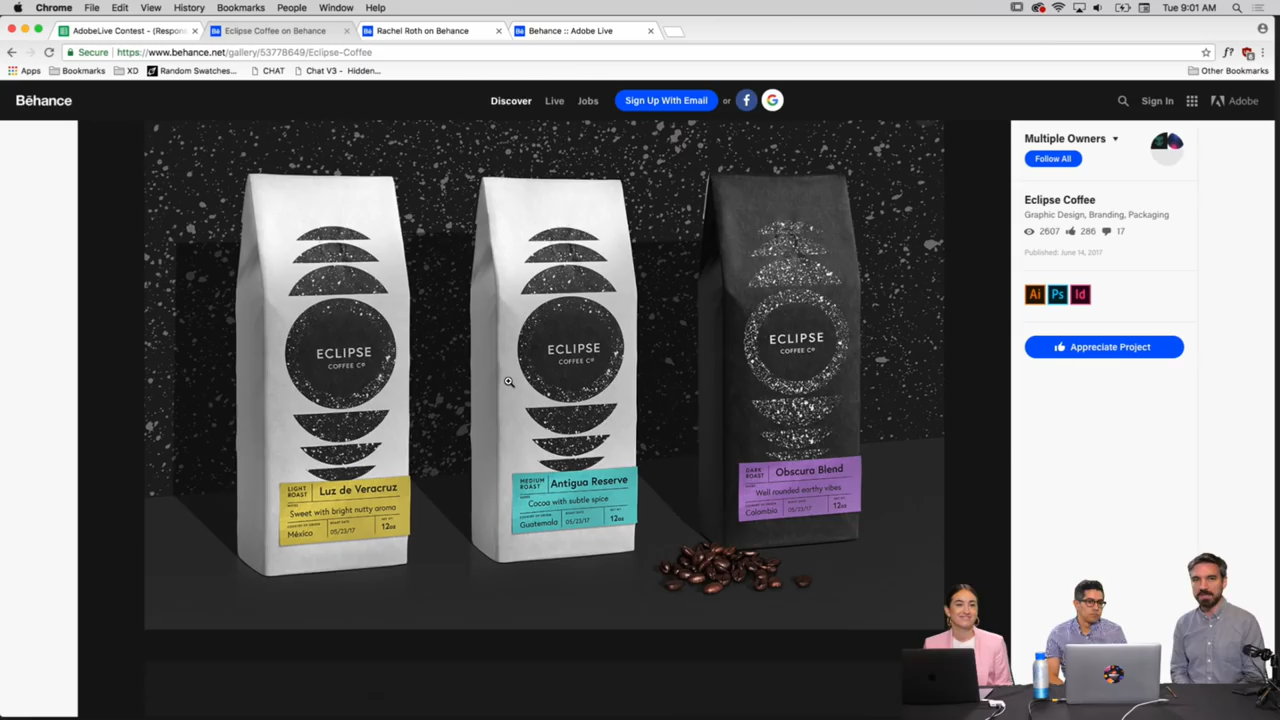 Chrome File Edit View History Bookmarks People Window Help
Tue 9:01 AM
AdobeLive Contest - (Respon
Eclipse Coffee on Behance
Rachel Roth on Behance
Behance :: Adobe Live
Secure
https://www.behance.net/gallery/53778649/Eclipse-Coffee
f?
Apps
Bookmarks
XD
Random Swatches...
CHAT
Chat V3 - Hidden...
Other Bookmarks
Bēhance
Discover
Live
Jobs
Sign Up With Email
or
f
G
Sign In
Adobe
Multiple Owners
Follow All
Eclipse Coffee
Graphic Design, Branding, Packaging
2607
286
17
Published: June 14, 2017
Ai
Ps
Id
Appreciate Project
ECLIPSE
COFFEE Cº
LIGHT
ROAST
Luz de Veracruz
Sweet with bright nutty aroma
México
05/23/17
12oz
ECLIPSE
COFFEE Cº
MEDIUM
ROAST
Antigua Reserve
Cocoa with subtle spice
Guatemala
05/23/17
12oz
ECLIPSE
COFFEE Cº
DARK
ROAST
Obscura Blend
Well rounded earthy vibes
Colombia
05/23/17
12oz